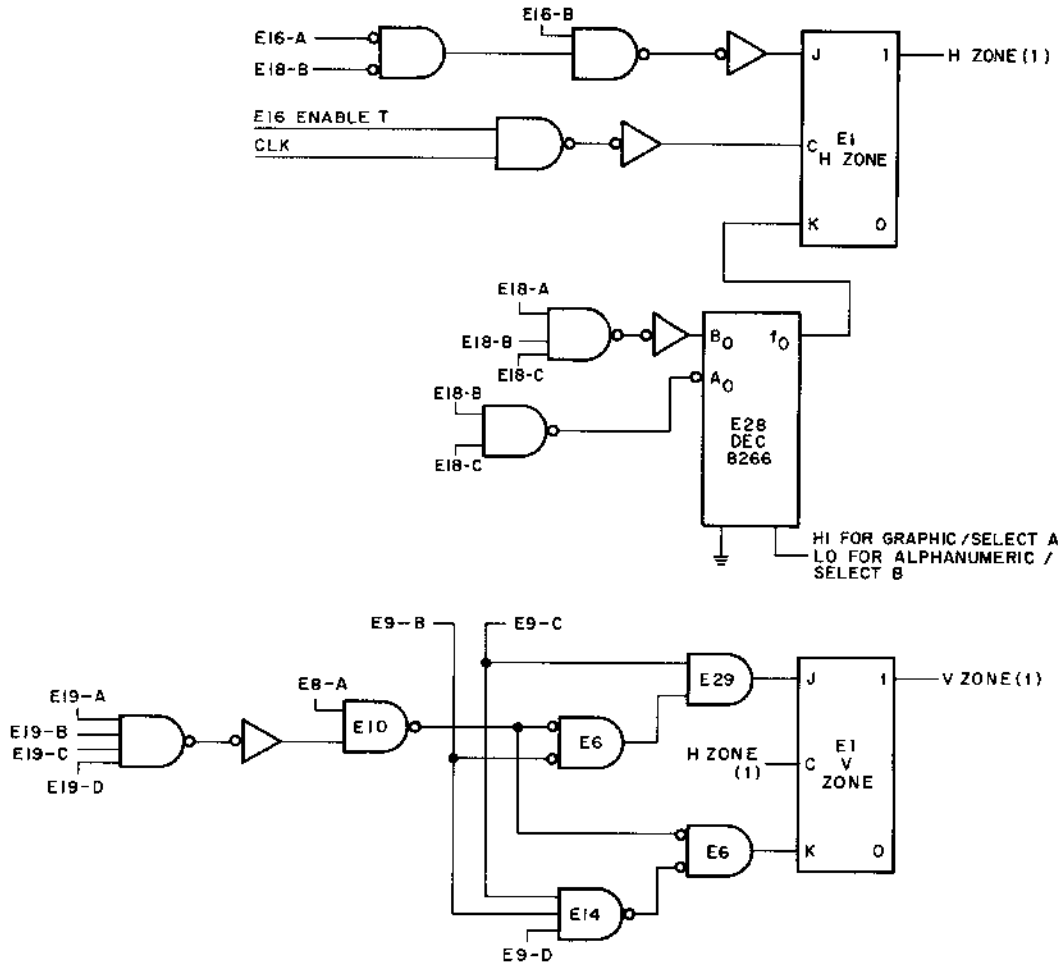 E16-B
E16-A
E18-B
J
1
H ZONE (1)
E16 ENABLE T
CLK
C
E1
H ZONE
K
0
E18-A
E18-B
E18-C
B0
f0
A0
E18-B
E18-C
E28
DEC
8266
HI FOR GRAPHIC/SELECT A
LO FOR ALPHANUMERIC /
SELECT B
E9-B
E9-C
E19-A
E19-B
E19-C
E19-D
E8-A
E10
E29
E6
J
1
V ZONE (1)
H ZONE
(1)
C
E1
V
ZONE
E6
K
0
E14
E9-D